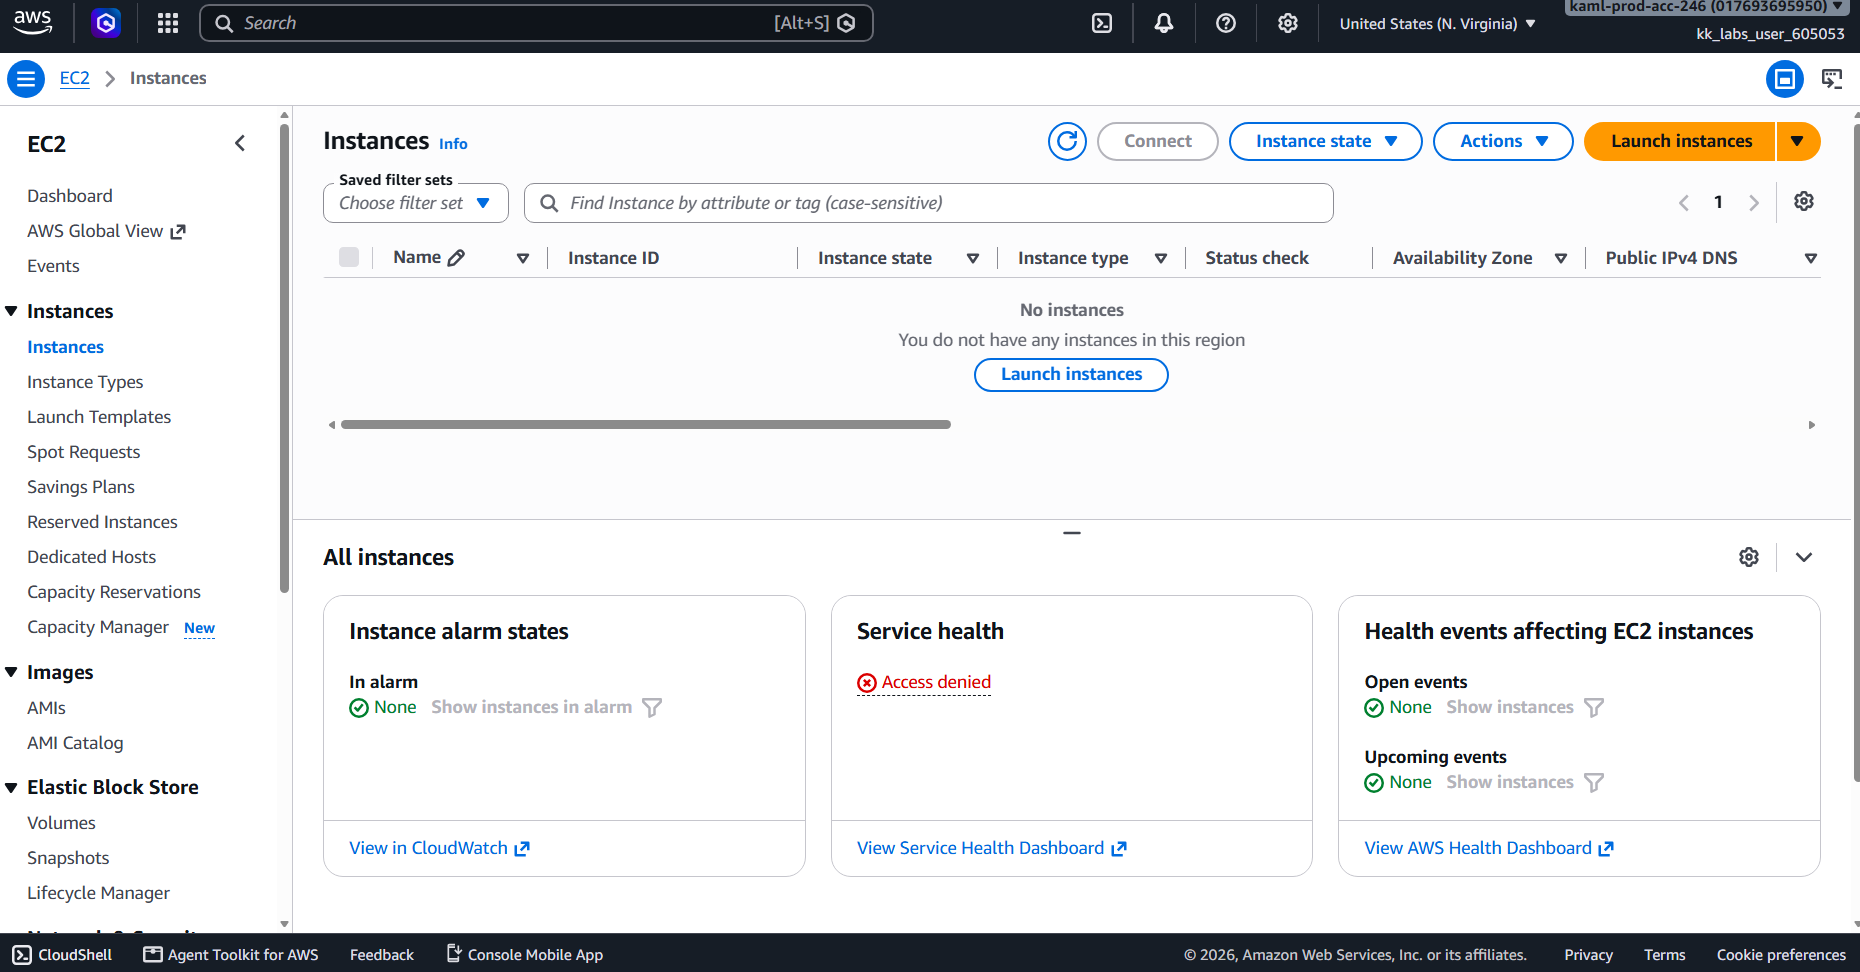 aws
Search [Alt+S]
United States (N. Virginia)
kaml-prod-acc-246 (017693695950)
kk_labs_user_605053
EC2 Instances
EC2
Dashboard
AWS Global View
Events
Instances
Instances
Instance Types
Launch Templates
Spot Requests
Savings Plans
Reserved Instances
Dedicated Hosts
Capacity Reservations
Capacity Manager New
Images
AMIs
AMI Catalog
Elastic Block Store
Volumes
Snapshots
Lifecycle Manager
Instances Info
Connect
Instance state
Actions
Launch instances
Saved filter sets
Choose filter set
Find Instance by attribute or tag (case-sensitive)
1
Name Instance ID Instance state Instance type Status check Availability Zone Public IPv4 DNS
No instances
You do not have any instances in this region
Launch instances
All instances
Instance alarm states
In alarm
None Show instances in alarm
View in CloudWatch
Service health
Access denied
View Service Health Dashboard
Health events affecting EC2 instances
Open events
None Show instances
Upcoming events
None Show instances
View AWS Health Dashboard
CloudShell Agent Toolkit for AWS Feedback Console Mobile App © 2026, Amazon Web Services, Inc. or its affiliates. Privacy Terms Cookie preferences